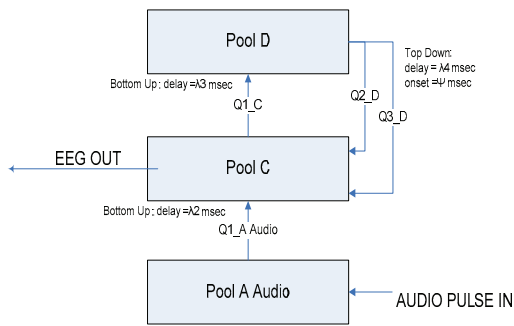 Pool D
Top Down:
delay = λ4 msec
onset =Ψ msec
Bottom Up; delay =λ3 msec
Q1_C
Q2_D
Q3_D
EEG OUT
Pool C
Bottom Up; delay =λ2 msec
Q1_A Audio
Pool A Audio
AUDIO PULSE IN